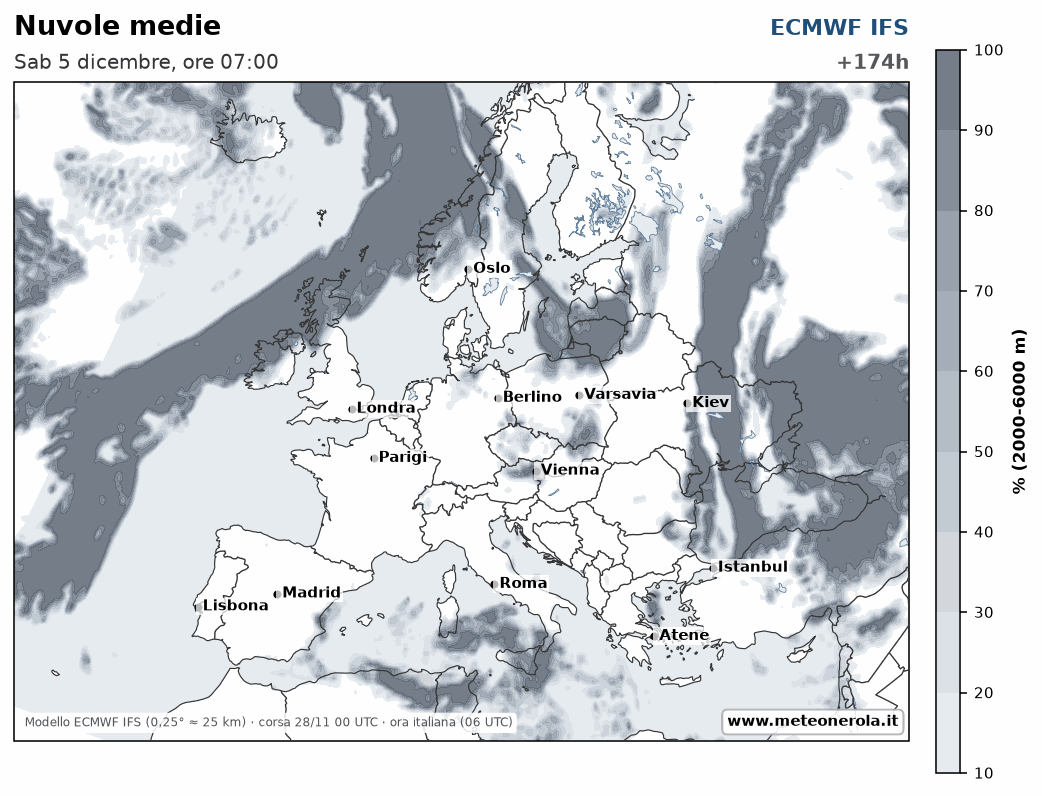 Nuvole medie
ECMWF IFS
Sab 5 dicembre, ore 07:00
+174h
Oslo
Berlino
Varsavia
Kiev
Londra
Parigi
Vienna
Istanbul
Roma
Madrid
Lisbona
Atene
Modello ECMWF IFS (0,25° ≈ 25 km) · corsa 28/11 00 UTC · ora italiana (06 UTC)
www.meteonerola.it
100
90
80
70
60
50
40
30
20
10
% (2000-6000 m)